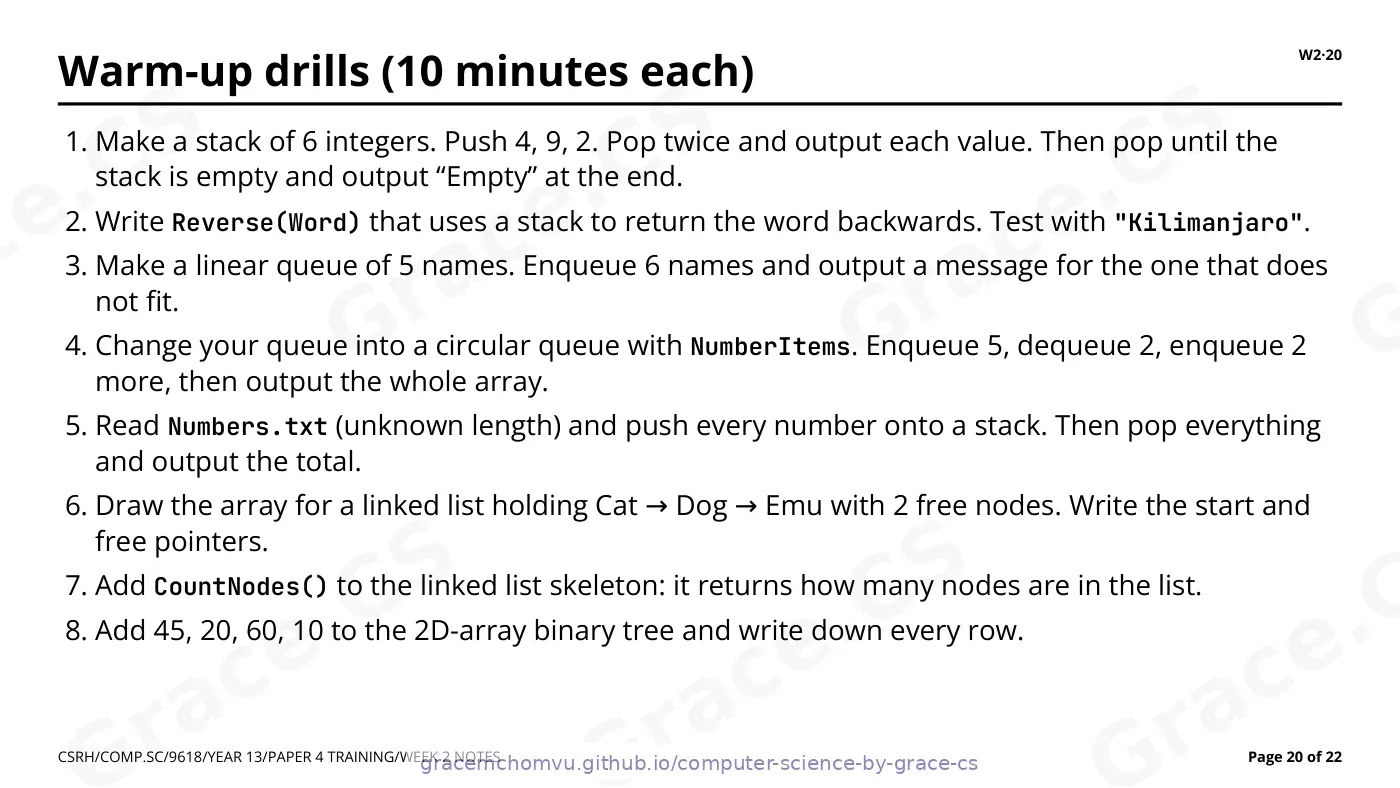 W2·20
Warm-up drills (10 minutes each)
1. Make a stack of 6 integers. Push 4, 9, 2. Pop twice and output each value. Then pop until the
stack is empty and output “Empty” at the end.
2. Write Reverse(Word) that uses a stack to return the word backwards. Test with "Kilimanjaro".
3. Make a linear queue of 5 names. Enqueue 6 names and output a message for the one that does
not fit.
4. Change your queue into a circular queue with NumberItems. Enqueue 5, dequeue 2, enqueue 2
more, then output the whole array.
5. Read Numbers.txt (unknown length) and push every number onto a stack. Then pop everything
and output the total.
6. Draw the array for a linked list holding Cat → Dog → Emu with 2 free nodes. Write the start and
free pointers.
7. Add CountNodes() to the linked list skeleton: it returns how many nodes are in the list.
8. Add 45, 20, 60, 10 to the 2D-array binary tree and write down every row.
CSRH/COMP.SC/9618/YEAR 13/PAPER 4 TRAINING/WEEK 2 NOTES
gracemchomvu.github.io/computer-science-by-grace-cs
Page 20 of 22
Grace.CS